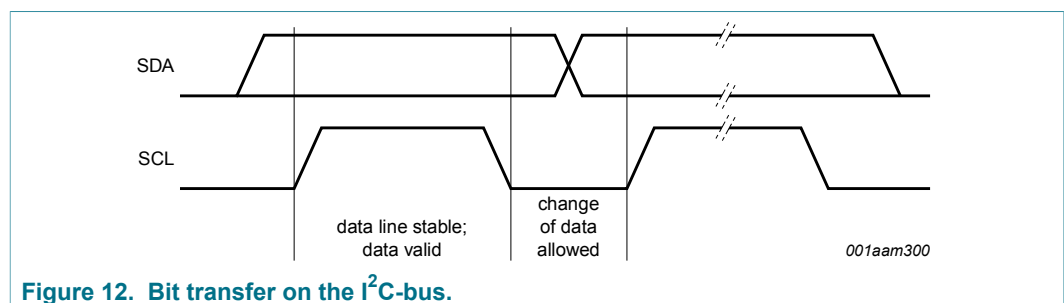 SDA
SCL
data line stable;
data valid
change
of data
allowed
001aam300
Figure 12. Bit transfer on the I²C-bus.